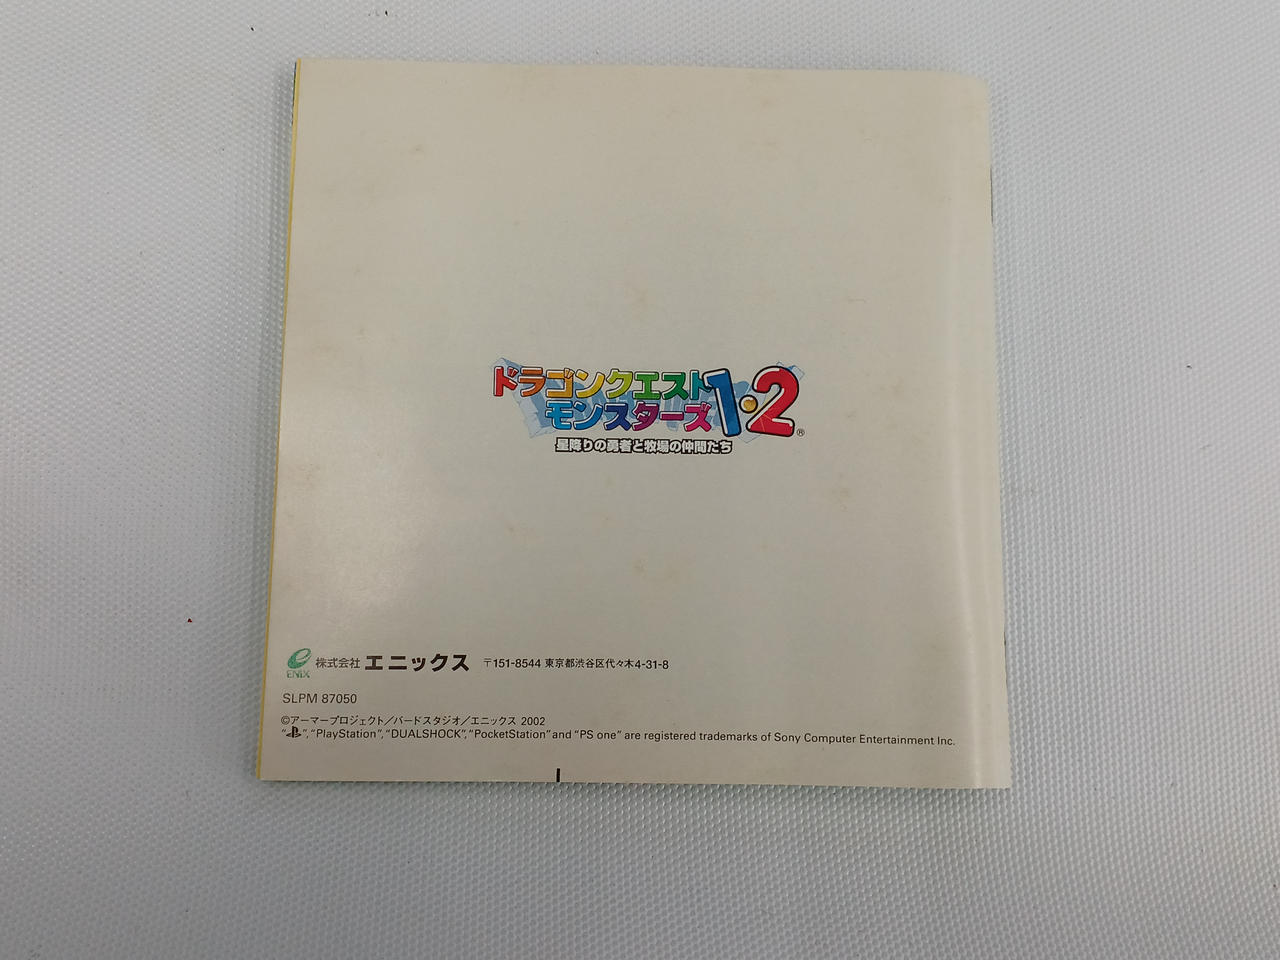 ドラゴンクエスト
モンスターズ1・2®
星降りの勇者と牧場の仲間たち
ENIX 株式会社 エニックス 〒151-8544 東京都渋谷区代々木4-31-8
SLPM 87050
©アーマープロジェクト／バードスタジオ／エニックス 2002
“ ”, “PlayStation”, “DUALSHOCK”, “PocketStation” and “PS one” are registered trademarks of Sony Computer Entertainment Inc.